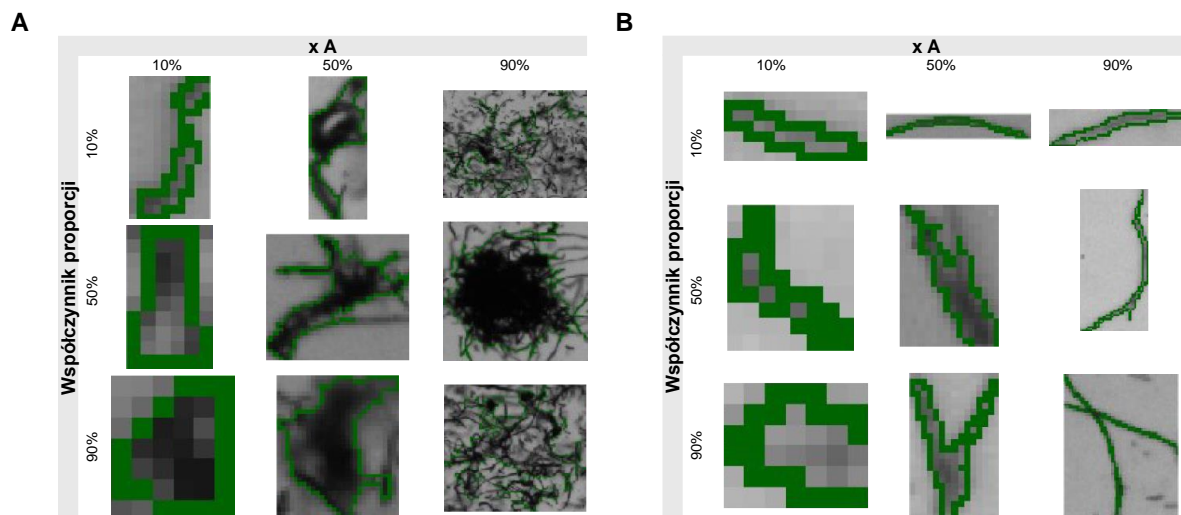 A
x A
10% 50% 90%
Współczynnik proporcji
10%
50%
90%
B
x A
10% 50% 90%
Współczynnik proporcji
10%
50%
90%